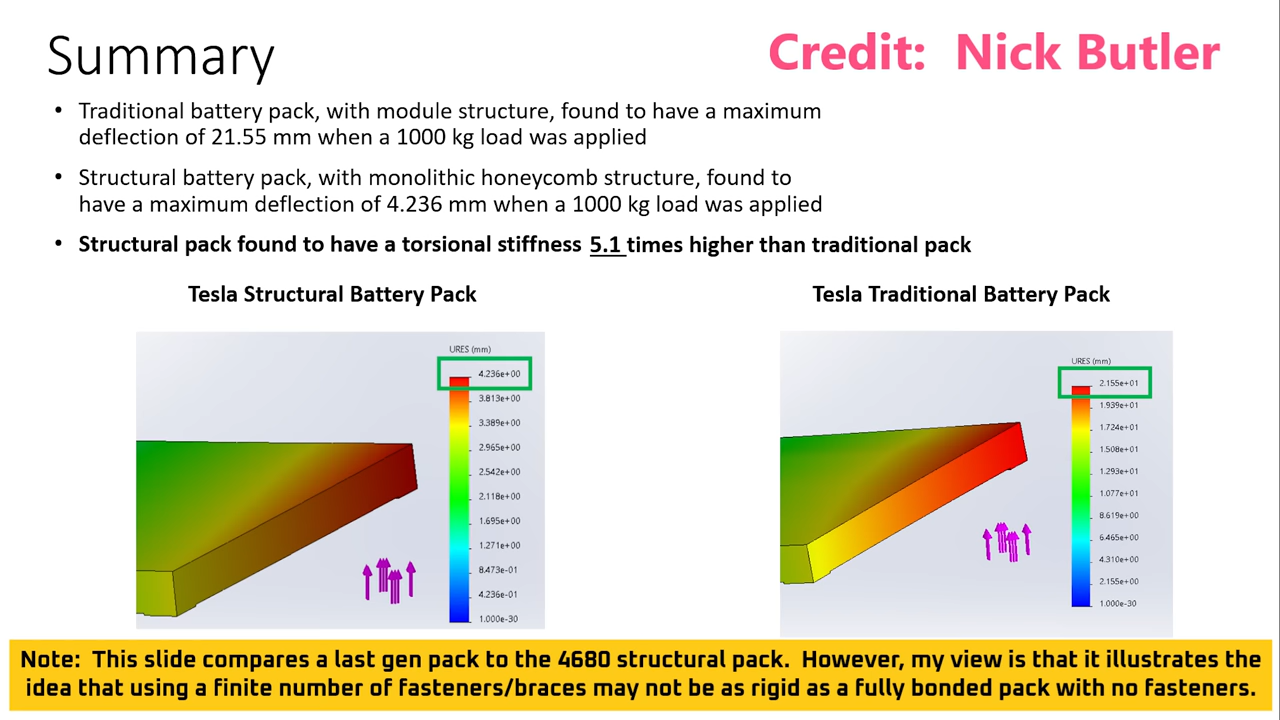 Summary
Credit: Nick Butler
• Traditional battery pack, with module structure, found to have a maximum
deflection of 21.55 mm when a 1000 kg load was applied
• Structural battery pack, with monolithic honeycomb structure, found to
have a maximum deflection of 4.236 mm when a 1000 kg load was applied
• Structural pack found to have a torsional stiffness 5.1 times higher than traditional pack
Tesla Structural Battery Pack
URES (mm)
4.236e+00
3.813e+00
3.389e+00
2.965e+00
2.542e+00
2.118e+00
1.695e+00
1.271e+00
8.473e-01
4.236e-01
1.000e-30
Tesla Traditional Battery Pack
URES (mm)
2.155e+01
1.939e+01
1.724e+01
1.508e+01
1.293e+01
1.077e+01
8.619e+00
6.465e+00
4.310e+00
2.155e+00
1.000e-30
Note: This slide compares a last gen pack to the 4680 structural pack. However, my view is that it illustrates the
idea that using a finite number of fasteners/braces may not be as rigid as a fully bonded pack with no fasteners.